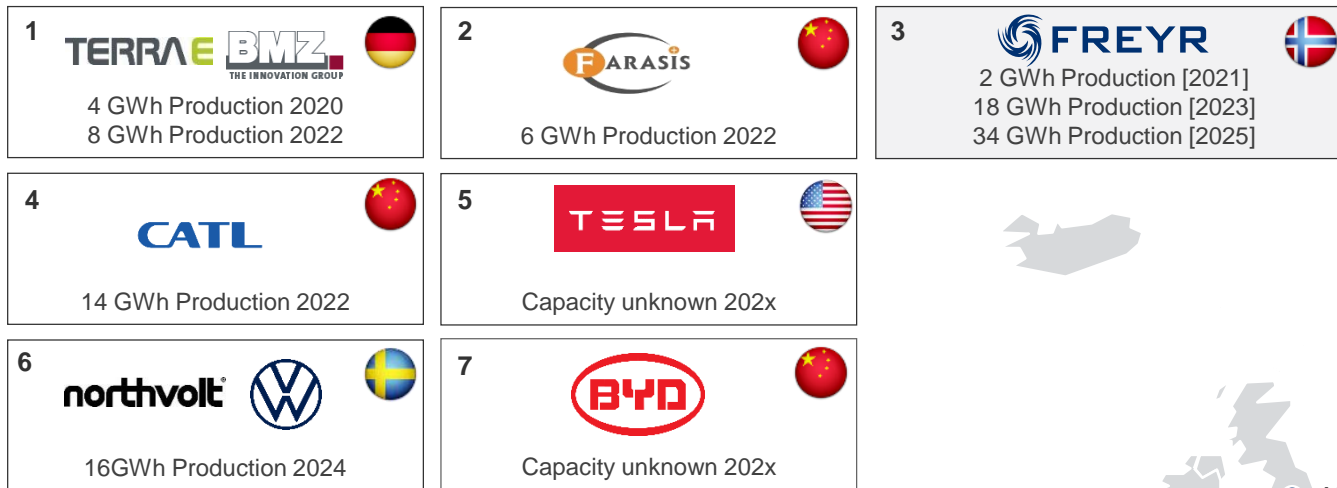 1
TERRA E BMZ
THE INNOVATION GROUP
4 GWh Production 2020
8 GWh Production 2022
2
FARASIS
6 GWh Production 2022
3
FREYR
2 GWh Production [2021]
18 GWh Production [2023]
34 GWh Production [2025]
4
CATL
14 GWh Production 2022
5
TESLA
Capacity unknown 202x
6
northvolt
VW
16GWh Production 2024
7
BYD
Capacity unknown 202x